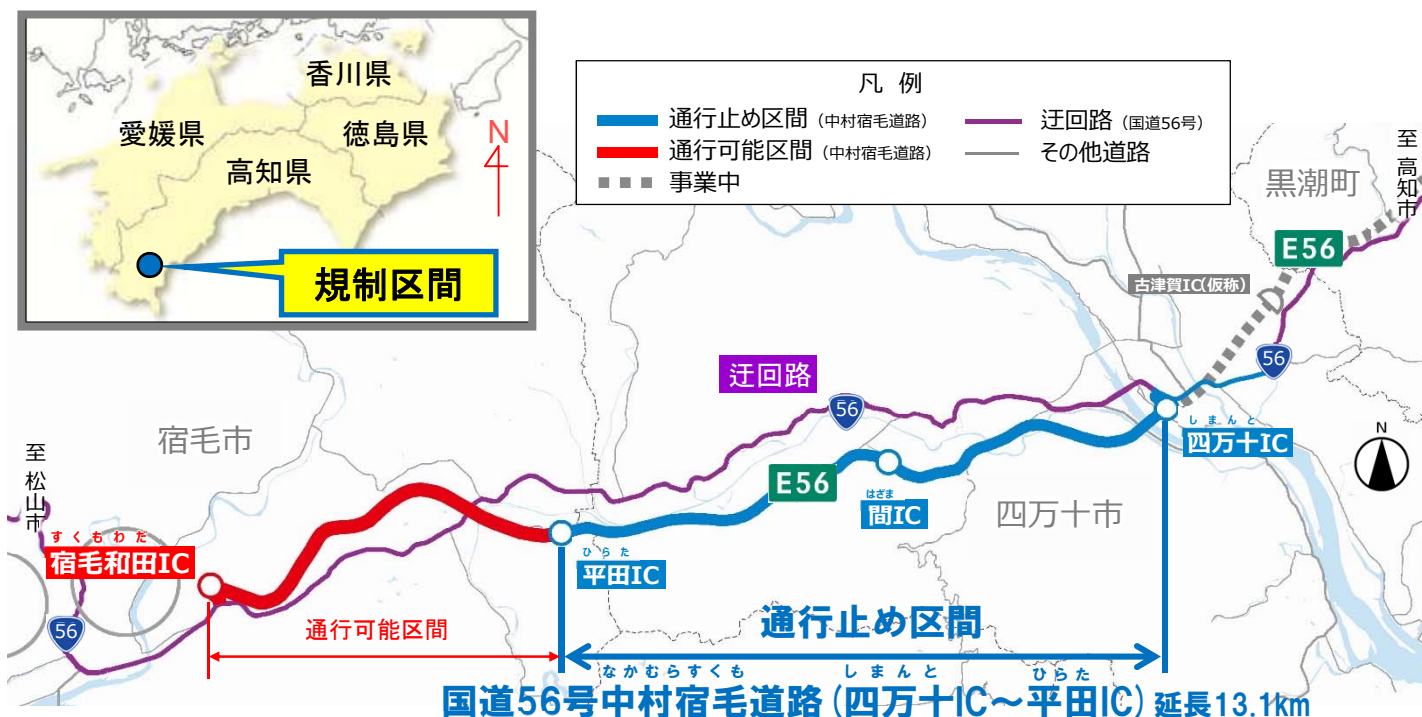 香川県
愛媛県
徳島県
高知県
N
規制区間
凡 例
通行止め区間 (中村宿毛道路)
迂回路 (国道56号)
通行可能区間 (中村宿毛道路)
その他道路
事業中
至 高知市
黒潮町
E56
古津賀IC(仮称)
56
迂回路
56
しまんと
四万十IC
N
宿毛市
E56
はざま
間IC
四万十市
至 松山市
すくもわだ
宿毛和田IC
ひらた
平田IC
56
通行可能区間
通行止め区間
なかむらすくも しまんと ひらた
国道56号中村宿毛道路(四万十IC～平田IC) 延長13.1km